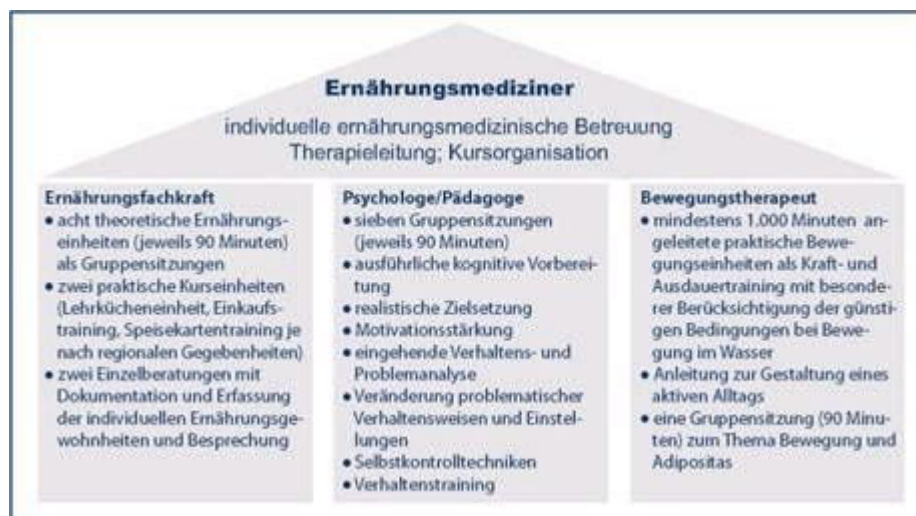 Ernährungsmediziner
individuelle ernährungsmedizinische Betreuung
Therapieleitung; Kursorganisation
Ernährungsfachkraft
• acht theoretische Ernährungs-
einheiten (jeweils 90 Minuten)
als Gruppensitzungen
• zwei praktische Kurseinheiten
(Lehrkücheneinheit, Einkaufs-
training, Speisekartentraining je
nach regionalen Gegebenheiten)
• zwei Einzelberatungen mit
Dokumentation und Erfassung
der individuellen Ernährungsge-
wohnheiten und Besprechung
Psychologe/Pädagoge
• sieben Gruppensitzungen
(jeweils 90 Minuten)
• ausführliche kognitive Vorberei-
tung
• realistische Zielsetzung
• Motivationsstärkung
• eingehende Verhaltens- und
Problemanalyse
• Veränderung problematischer
Verhaltensweisen und Einstel-
lungen
• Selbstkontrolltechniken
• Verhaltenstraining
Bewegungstherapeut
• mindestens 1.000 Minuten an-
geleitete praktische Bewe-
gungseinheiten als Kraft- und
Ausdauertraining mit besonde-
rer Berücksichtigung der günsti-
gen Bedingungen bei Bewe-
gung im Wasser
• Anleitung zur Gestaltung eines
aktiven Alltags
• eine Gruppensitzung (90 Minu-
ten) zum Thema Bewegung und
Adipositas